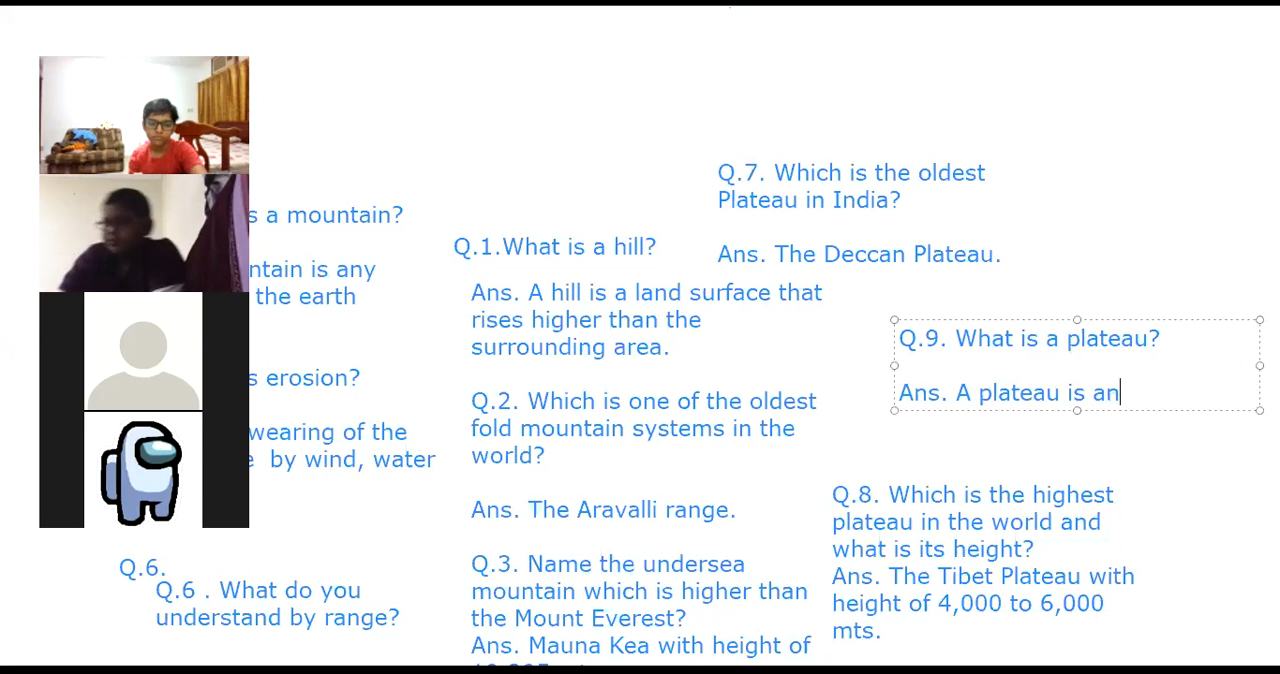 s a mountain?
ntain is any
the earth
s erosion?
wearing of the
by wind, water
Q.6.
Q.6 . What do you
understand by range?
Q.1.What is a hill?
Ans. A hill is a land surface that
rises higher than the
surrounding area.
Q.2. Which is one of the oldest
fold mountain systems in the
world?
Ans. The Aravalli range.
Q.3. Name the undersea
mountain which is higher than
the Mount Everest?
Ans. Mauna Kea with height of
Q.7. Which is the oldest
Plateau in India?
Ans. The Deccan Plateau.
Q.9. What is a plateau?
Ans. A plateau is an
Q.8. Which is the highest
plateau in the world and
what is its height?
Ans. The Tibet Plateau with
height of 4,000 to 6,000
mts.